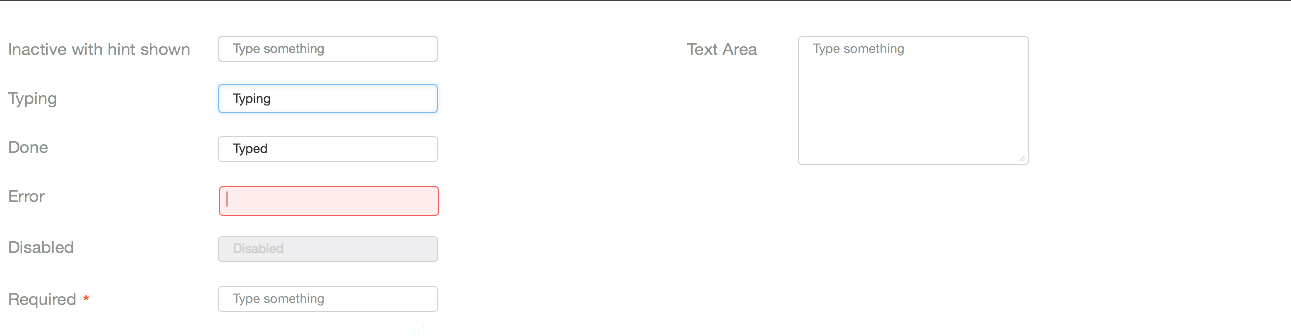 Inactive with hint shown Type something
Typing Typing
Done Typed
Error
Disabled Disabled
Required * Type something
Text Area Type something